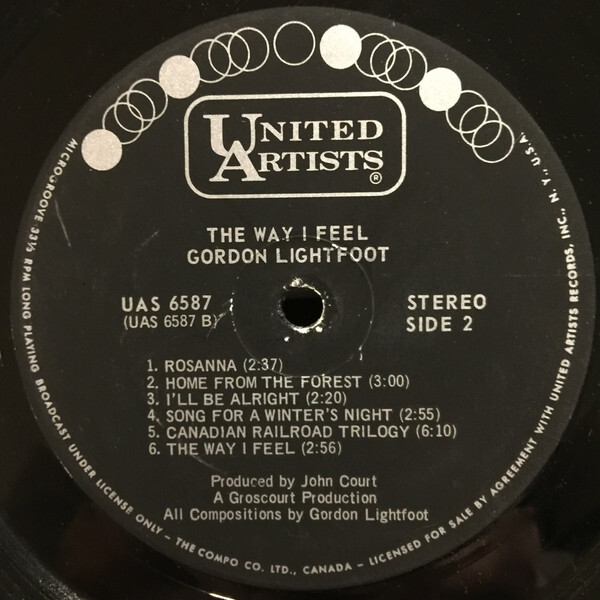 UNITED
ARTISTS®
THE WAY I FEEL
GORDON LIGHTFOOT
UAS 6587
(UAS 6587 B)
STEREO
SIDE 2
1. ROSANNA (2:37)
2. HOME FROM THE FOREST (3:00)
3. I'LL BE ALRIGHT (2:20)
4. SONG FOR A WINTER'S NIGHT (2:55)
5. CANADIAN RAILROAD TRILOGY (6:10)
6. THE WAY I FEEL (2:56)
Produced by John Court
A Groscourt Production
All Compositions by Gordon Lightfoot
MICROGROOVE 33⅓ RPM LONG PLAYING BROADCAST UNDER LICENSE ONLY – THE COMPO CO. LTD., CANADA – LICENSED FOR SALE BY AGREEMENT WITH UNITED ARTISTS RECORDS, INC., N. Y., U.S.A.